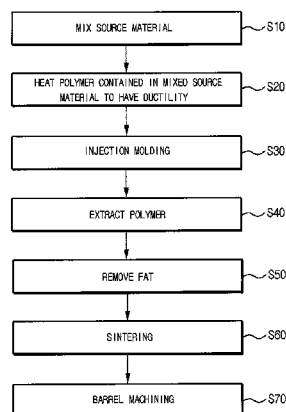 MIX SOURCE MATERIAL
S10
HEAT POLYMER CONTAINED IN MIXED SOURCE
MATERIAL TO HAVE DUCTILITY
S20
INJECTION MOLDING
S30
EXTRACT POLYMER
S40
REMOVE FAT
S50
SINTERING
S60
BARREL MACHINING
S70